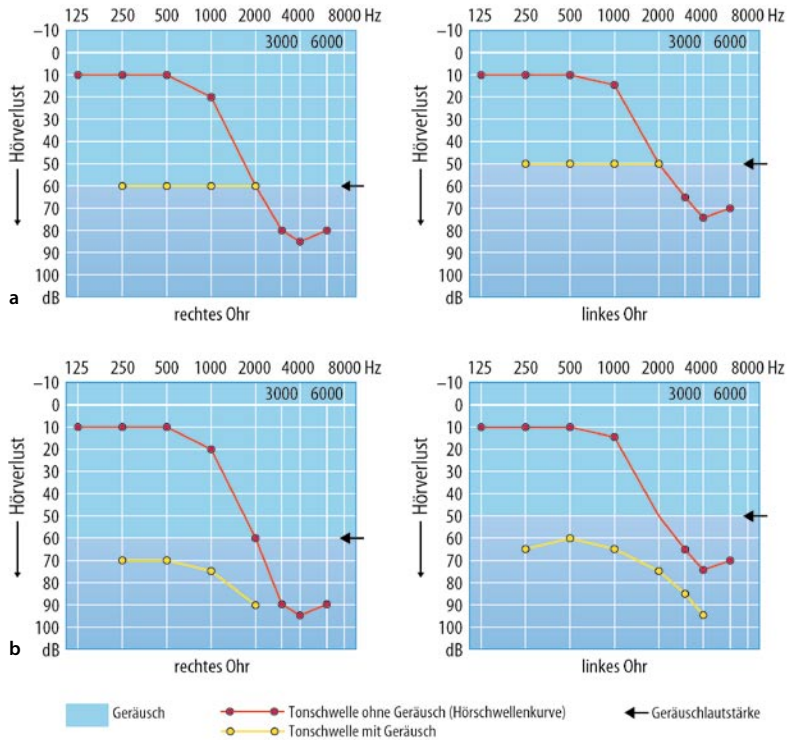 125 250 500 1000 2000 4000 8000 Hz
3000 6000
–10
0
10
20
30
40
50
60
70
80
90
100
dB
Hörverlust
rechtes Ohr
125 250 500 1000 2000 4000 8000 Hz
3000 6000
–10
0
10
20
30
40
50
60
70
80
90
100
dB
Hörverlust
linkes Ohr
a
125 250 500 1000 2000 4000 8000 Hz
3000 6000
–10
0
10
20
30
40
50
60
70
80
90
100
dB
Hörverlust
rechtes Ohr
125 250 500 1000 2000 4000 8000 Hz
3000 6000
–10
0
10
20
30
40
50
60
70
80
90
100
dB
Hörverlust
linkes Ohr
b
Geräusch
Tonschwelle ohne Geräusch (Hörschwellenkurve)
Tonschwelle mit Geräusch
Geräuschlautstärke